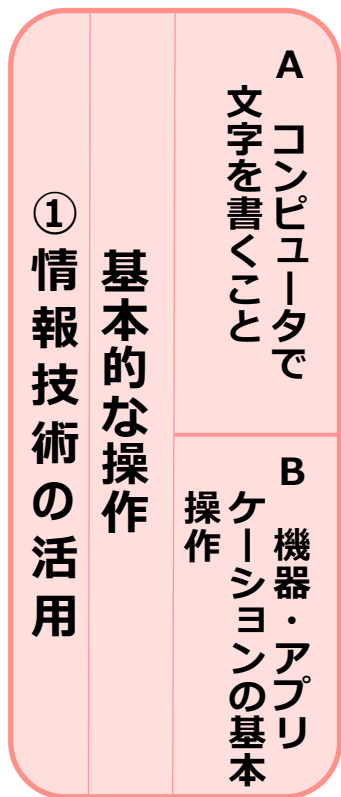 A　コンピュータで
文字を書くこと
B　機器・アプリ
ケーションの基本
操作
基本的な操作
①情報技術の活用